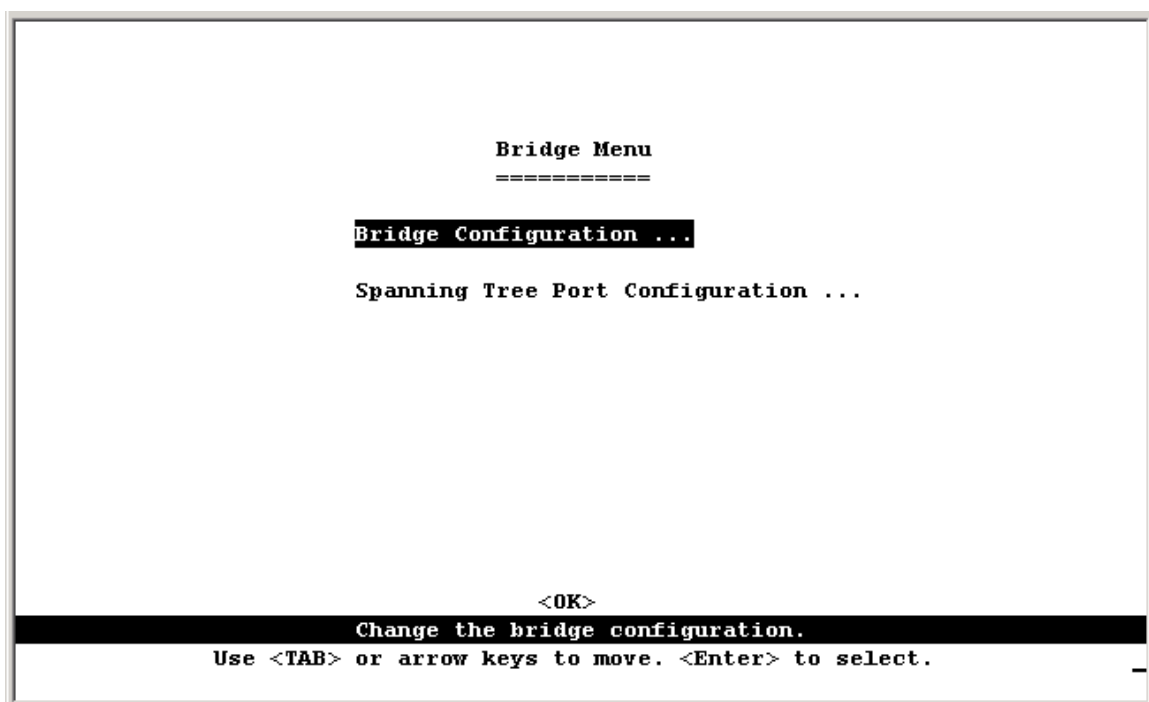 Bridge Menu
===========
Bridge Configuration ...
Spanning Tree Port Configuration ...
<OK>
Change the bridge configuration.
Use <TAB> or arrow keys to move. <Enter> to select.